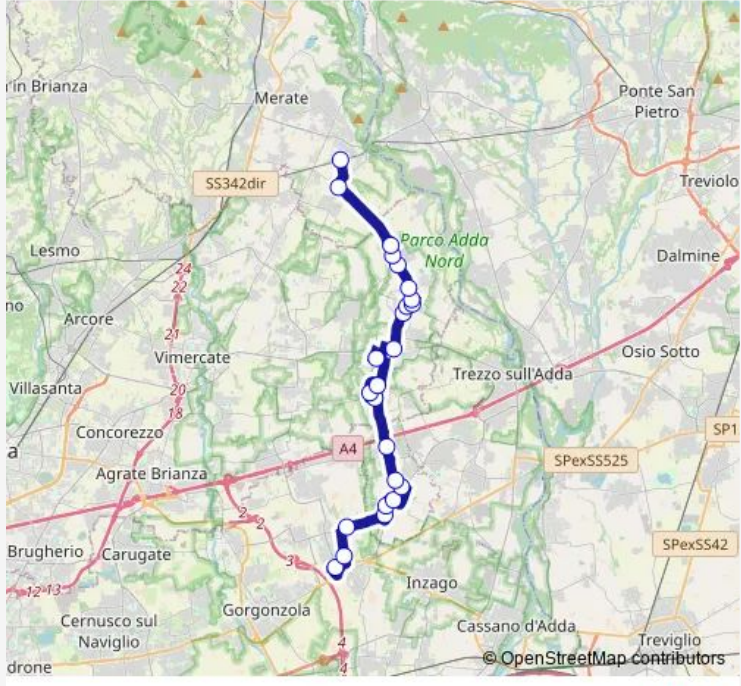 'in Brianza
Merate
Ponte San
Pietro
SS342dir
Treviolo
Parco Adda
Nord
Lesmo
Dalmine
24
22
no
Arcore
21
Vimercate
Osio Sotto
Trezzo sull'Adda
Villasanta
20
18
Concorezzo
SP1
a
A4
SPexSS525
Agrate Brianza
2
2
Brugherio
Carugate
3
SPexSS42
12 13
Inzago
Gorgonzola
Cernusco sul
Naviglio
Cassano d'Adda
4
Treviglio
drone
4
© OpenStreetMap contributors